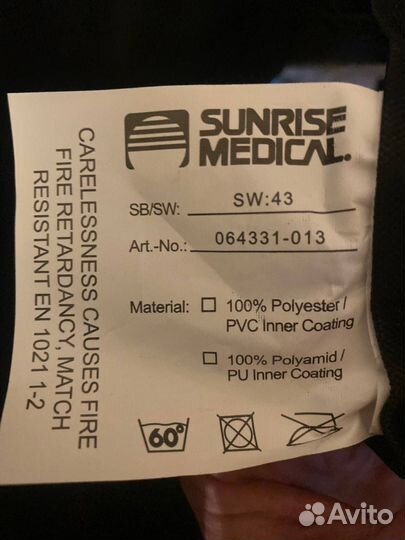 SUNRISE
MEDICAL.
SB/SW: SW:43
Art.-No.: 064331-013
Material: 100% Polyester /
PVC Inner Coating
100% Polyamid /
PU Inner Coating
60°
CARELESSNESS CAUSES FIRE
FIRE RETARDANCY, MATCH
RESISTANT EN 1021 1-2
Avito